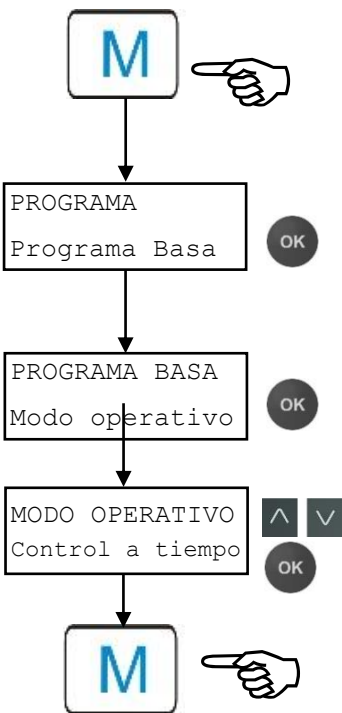 M
PROGRAMA
Programa Basa
OK
PROGRAMA BASA
Modo operativo
OK
MODO OPERATIVO
Control a tiempo
OK
M